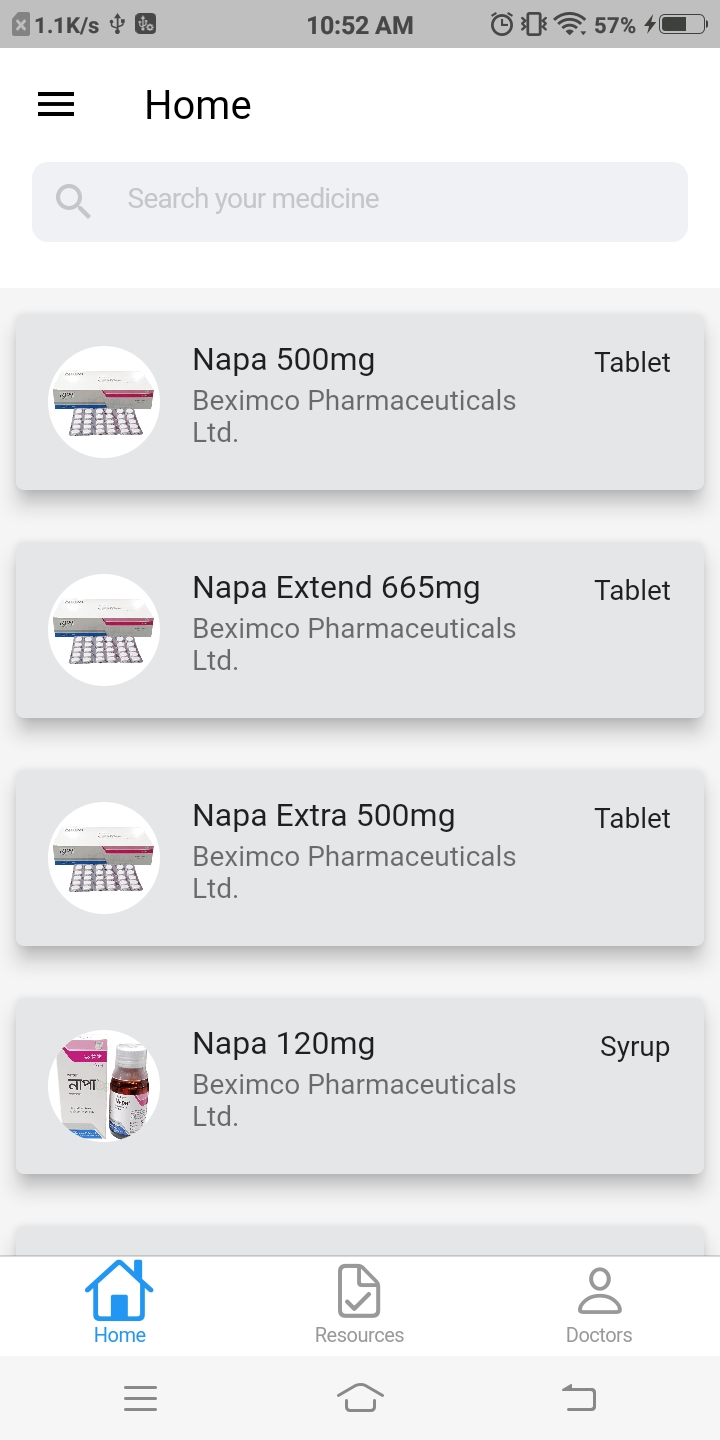 1.1K/s
10:52 AM
57%
Home
Search your medicine
Napa 500mg
Tablet
Beximco Pharmaceuticals
Ltd.
Napa Extend 665mg
Tablet
Beximco Pharmaceuticals
Ltd.
Napa Extra 500mg
Tablet
Beximco Pharmaceuticals
Ltd.
Napa 120mg
Syrup
Beximco Pharmaceuticals
Ltd.
নাপা
Home
Resources
Doctors